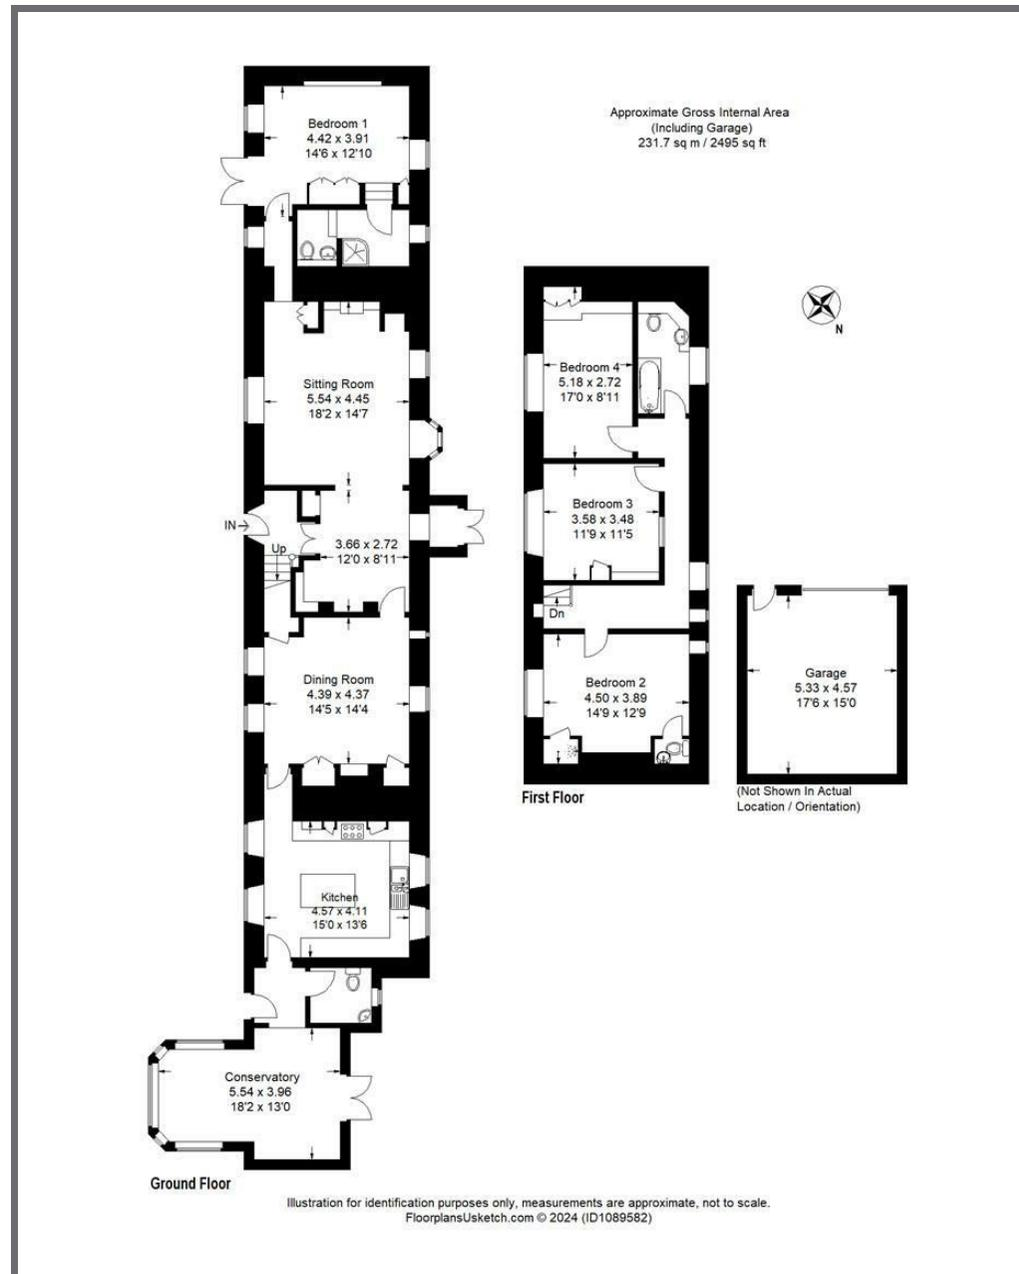 Approximate Gross Internal Area
(Including Garage)
231.7 sq m / 2495 sq ft
N
Bedroom 1
4.42 x 3.91
14'6 x 12'10
Sitting Room
5.54 x 4.45
18'2 x 14'7
IN
Up
3.66 x 2.72
12'0 x 8'11
Dining Room
4.39 x 4.37
14'5 x 14'4
Kitchen
4.57 x 4.11
15'0 x 13'6
Conservatory
5.54 x 3.96
18'2 x 13'0
Ground Floor
Bedroom 4
5.18 x 2.72
17'0 x 8'11
Bedroom 3
3.58 x 3.48
11'9 x 11'5
Dn
Bedroom 2
4.50 x 3.89
14'9 x 12'9
First Floor
Garage
5.33 x 4.57
17'6 x 15'0
(Not Shown In Actual
Location / Orientation)
Illustration for identification purposes only, measurements are approximate, not to scale.
FloorplansUsketch.com © 2024 (ID1089582)